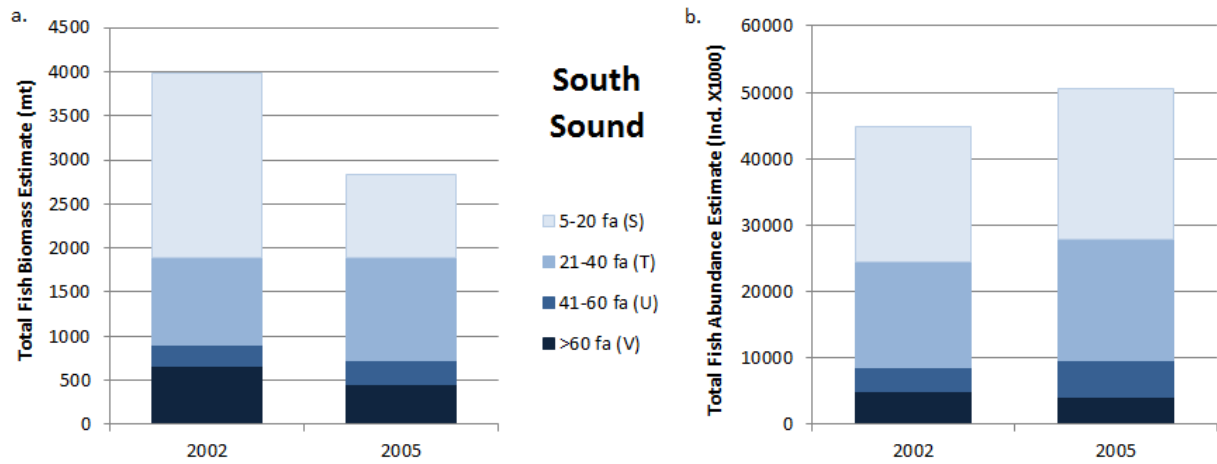 a.
Total Fish Biomass Estimate (mt)
4500
4000
3500
3000
2500
2000
1500
1000
500
0
2002
2005
South
Sound
5-20 fa (S)
21-40 fa (T)
41-60 fa (U)
>60 fa (V)
b.
Total Fish Abundance Estimate (Ind. X1000)
60000
50000
40000
30000
20000
10000
0
2002
2005